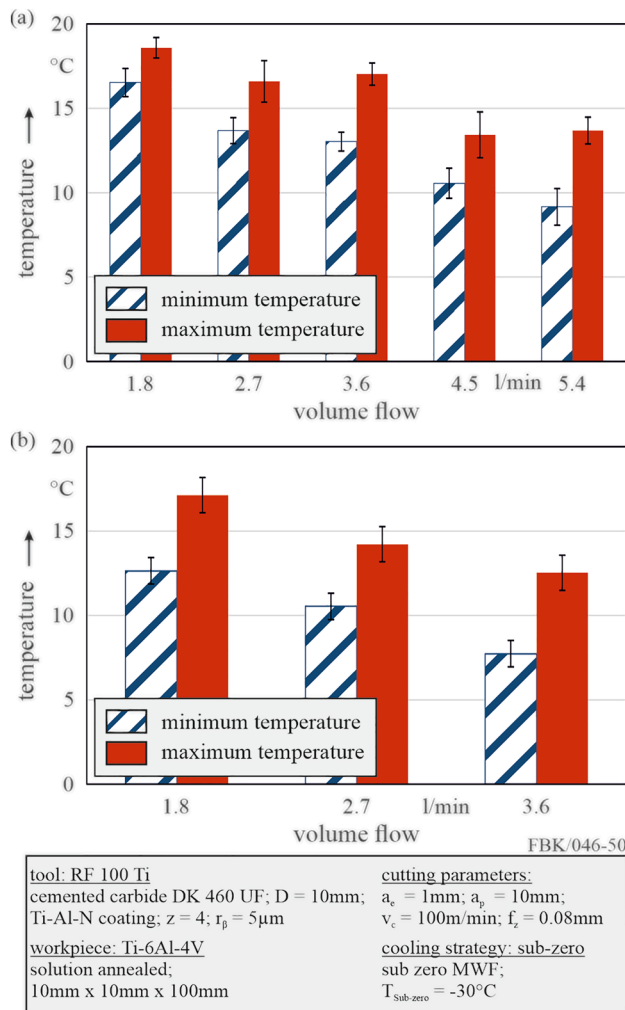 (a)
20
°C
15
10
5
0
temperature
minimum temperature
maximum temperature
1.8 2.7 3.6 4.5 l/min 5.4
volume flow
(b)
20
°C
15
10
5
0
temperature
minimum temperature
maximum temperature
1.8 2.7 l/min 3.6
volume flow
FBK/046-50
tool: RF 100 Ti
cemented carbide DK 460 UF; D = 10mm;
Ti-Al-N coating; z = 4; rᵦ = 5µm
workpiece: Ti-6Al-4V
solution annealed;
10mm x 10mm x 100mm
cutting parameters:
aₑ = 1mm; aₚ = 10mm;
v_c = 100m/min; f_z = 0.08mm
cooling strategy: sub-zero
sub zero MWF;
T_Sub-zero = -30°C